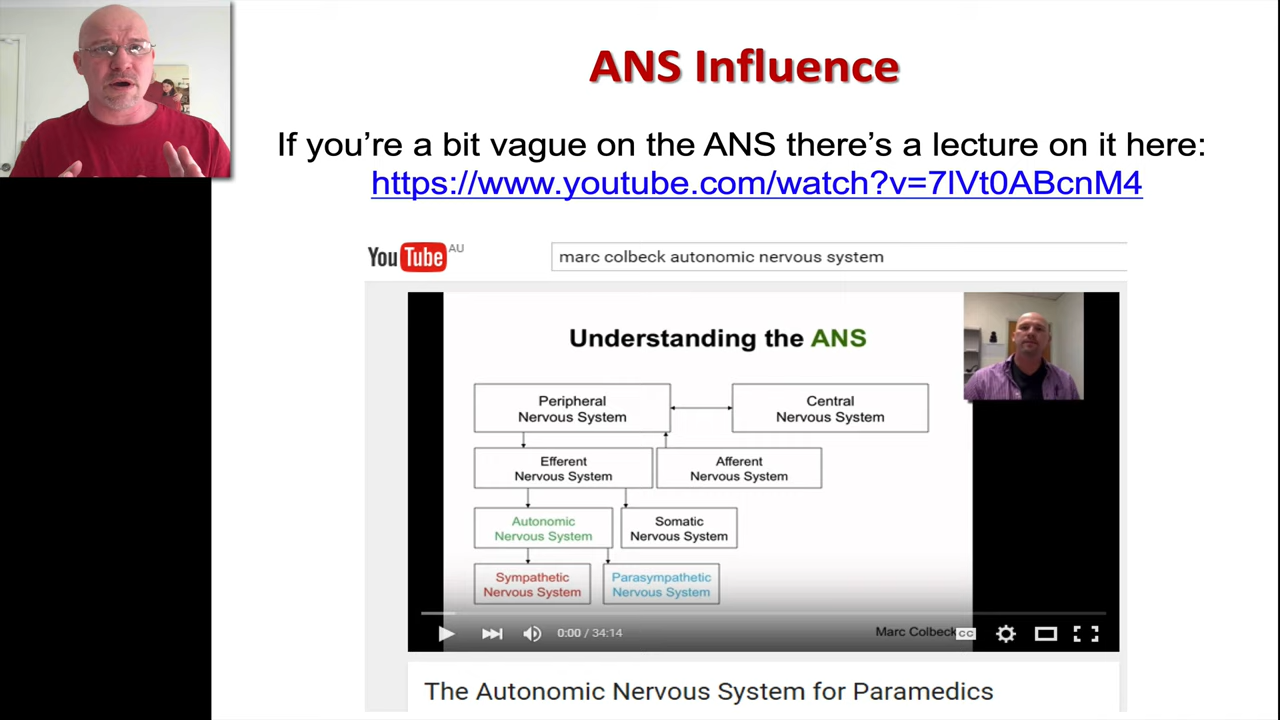 ANS Influence
If you're a bit vague on the ANS there's a lecture on it here:
https://www.youtube.com/watch?v=7lVt0ABcnM4
YouTube AU
marc colbeck autonomic nervous system
Understanding the ANS
Peripheral
Nervous System
Central
Nervous System
Efferent
Nervous System
Afferent
Nervous System
Autonomic
Nervous System
Somatic
Nervous System
Sympathetic
Nervous System
Parasympathetic
Nervous System
0:00 / 34:14
Marc Colbeck
CC
The Autonomic Nervous System for Paramedics